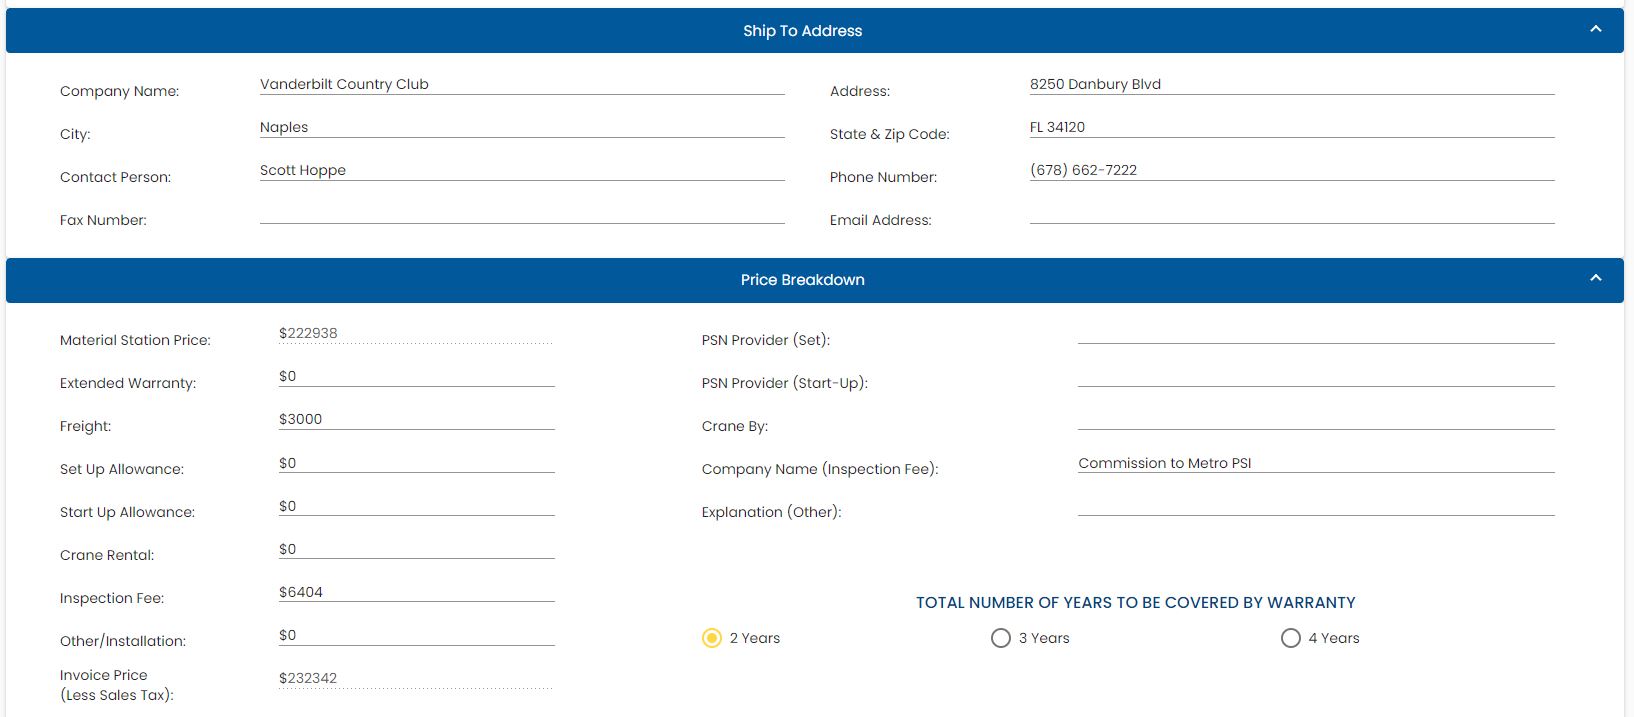 Ship To Address
Company Name: Vanderbilt Country Club Address: 8250 Danbury Blvd
City: Naples State & Zip Code: FL 34120
Contact Person: Scott Hoppe Phone Number: (678) 662-7222
Fax Number: Email Address:
Price Breakdown
Material Station Price: $222938 PSN Provider (Set):
Extended Warranty: $0 PSN Provider (Start-Up):
Freight: $3000 Crane By:
Set Up Allowance: $0 Company Name (Inspection Fee): Commission to Metro PSI
Start Up Allowance: $0 Explanation (Other):
Crane Rental: $0
Inspection Fee: $6404 TOTAL NUMBER OF YEARS TO BE COVERED BY WARRANTY
Other/Installation: $0 2 Years 3 Years 4 Years
Invoice Price $232342
(Less Sales Tax):